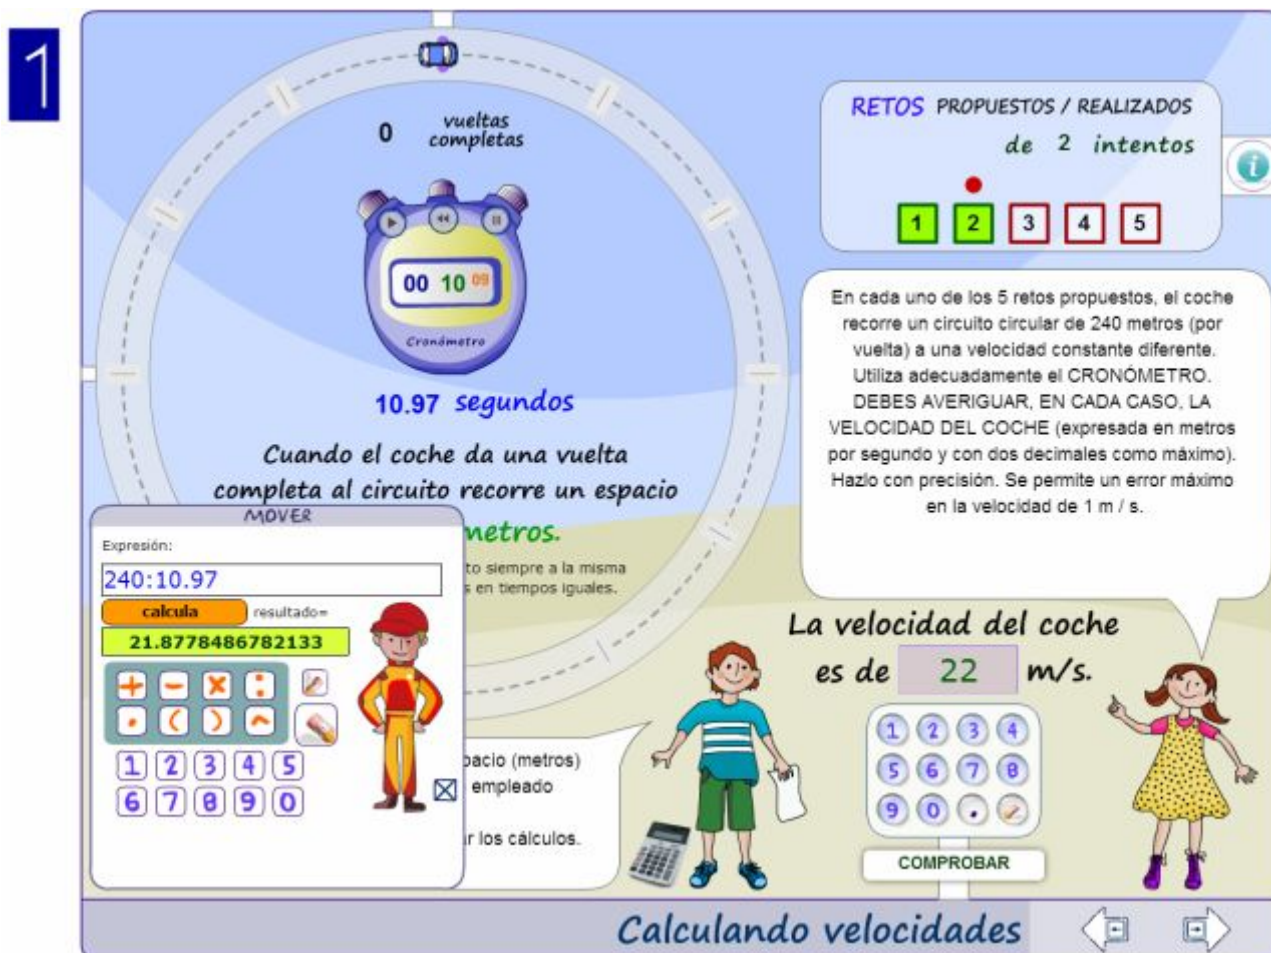 1
0 vueltas
completas
00 10 09
Cronómetro
10.97 segundos
Cuando el coche da una vuelta
completa al circuito recorre un espacio
metros.
to siempre a la misma
s en tiempos iguales.
MOVER
Expresión:
240:10.97
calcula resultado=
21.8778486782133
+ - x :
. ( ) ^
1 2 3 4 5
6 7 8 9 0
pacio (metros)
empleado
ar los cálculos.
RETOS PROPUESTOS / REALIZADOS
de 2 intentos
1 2 3 4 5
i
En cada uno de los 5 retos propuestos, el coche
recorre un circuito circular de 240 metros (por
vuelta) a una velocidad constante diferente.
Utiliza adecuadamente el CRONÓMETRO.
DEBES AVERIGUAR, EN CADA CASO, LA
VELOCIDAD DEL COCHE (expresada en metros
por segundo y con dos decimales como máximo).
Hazlo con precisión. Se permite un error máximo
en la velocidad de 1 m / s.
La velocidad del coche
es de 22 m/s.
1 2 3 4
5 6 7 8
9 0 .
COMPROBAR
Calculando velocidades